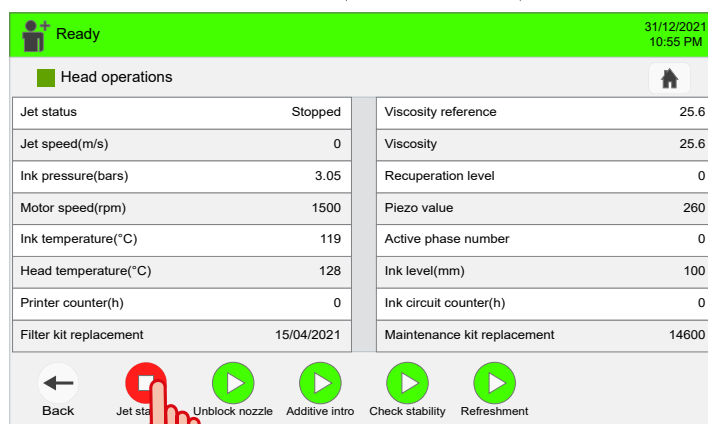 Ready
31/12/2021
10:55 PM
Head operations
Jet status Stopped
Jet speed(m/s) 0
Ink pressure(bars) 3.05
Motor speed(rpm) 1500
Ink temperature(°C) 119
Head temperature(°C) 128
Printer counter(h) 0
Filter kit replacement 15/04/2021
Viscosity reference 25.6
Viscosity 25.6
Recuperation level 0
Piezo value 260
Active phase number 0
Ink level(mm) 100
Ink circuit counter(h) 0
Maintenance kit replacement 14600
Back Jet sta Unblock nozzle Additive intro Check stability Refreshment